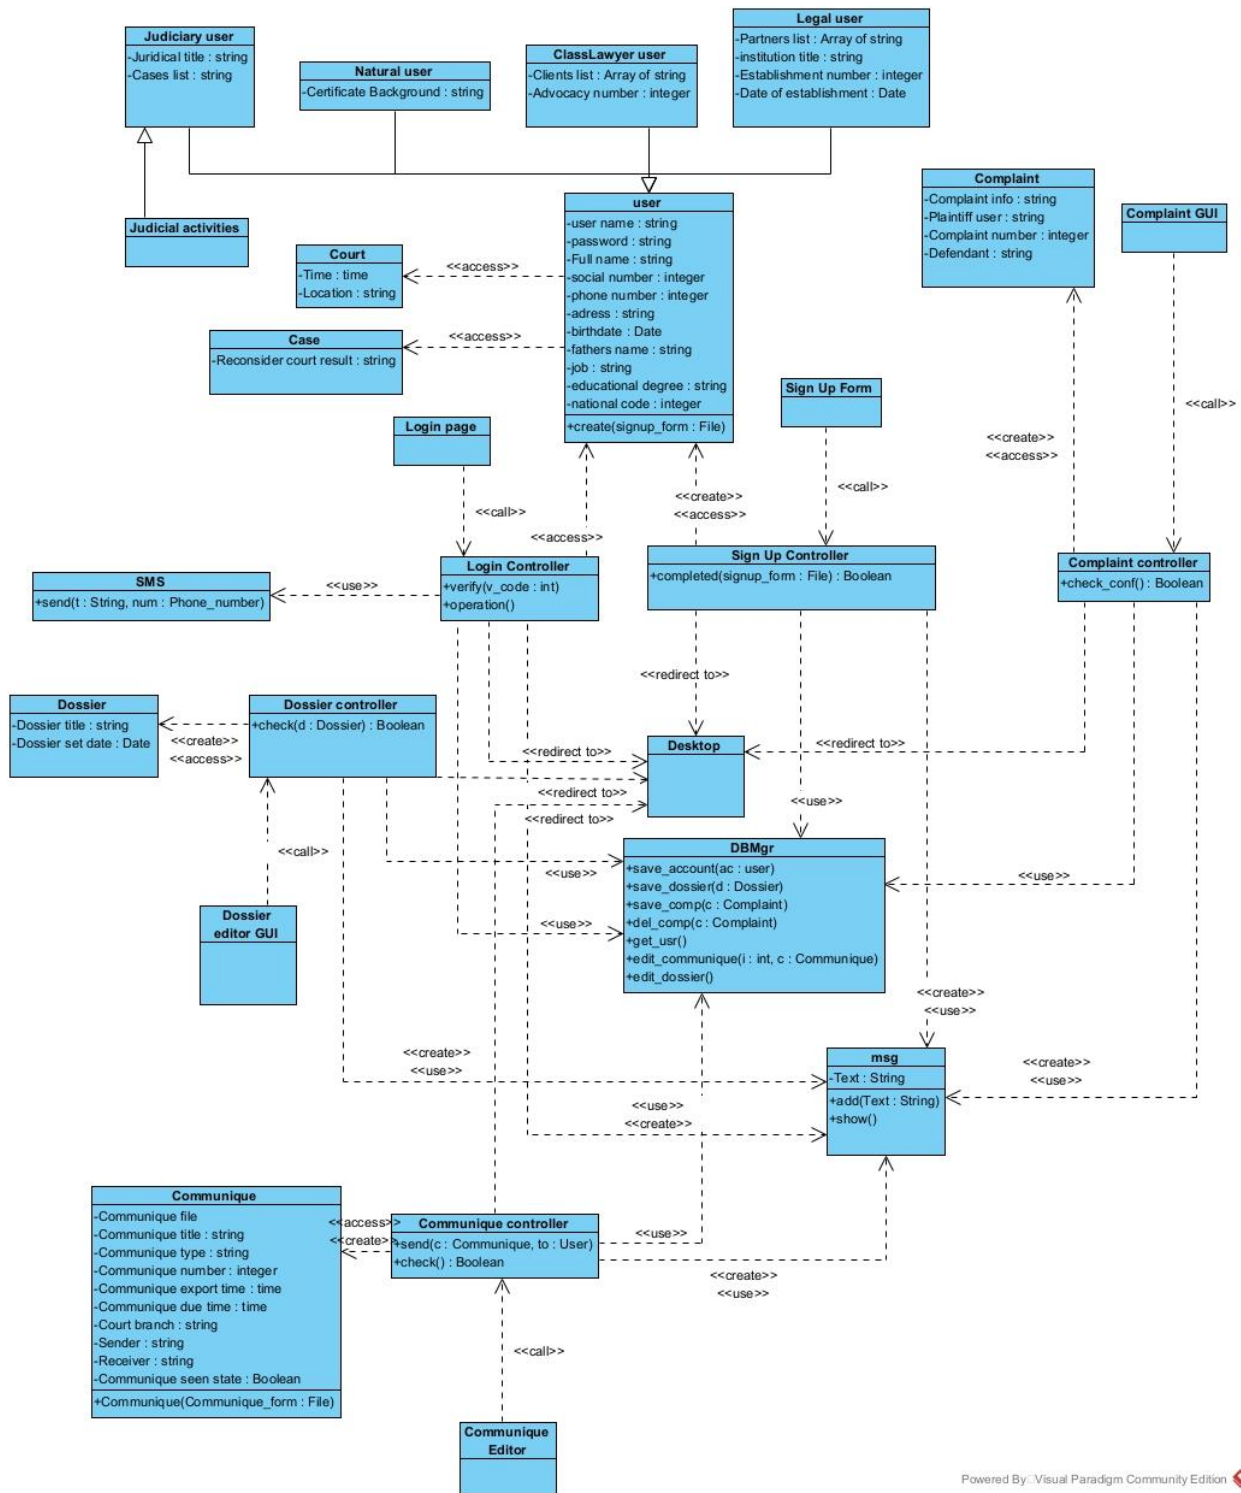 Judiciary user
-Juridical title : string
-Cases list : string
Natural user
-Certificate Background : string
ClassLawyer user
-Clients list : Array of string
-Advocacy number : integer
Legal user
-Partners list : Array of string
-institution title : string
-Establishment number : integer
-Date of establishment : Date
Judicial activities
Court
-Time : time
-Location : string
<<access>>
Case
-Reconsider court result : string
<<access>>
user
-user name : string
-password : string
-Full name : string
-social number : integer
-phone number : integer
-adress : string
-birthdate : Date
-fathers name : string
-job : string
-educational degree : string
-national code : integer
+create(signup_form : File)
Complaint
-Complaint info : string
-Plaintiff user : string
-Complaint number : integer
-Defendant : string
Complaint GUI
Sign Up Form
Login page
<<call>>
<<access>>
<<create>>
<<access>>
<<call>>
<<create>>
<<access>>
<<call>>
SMS
+send(t : String, num : Phone_number)
<<use>>
Login Controller
+verify(v_code : int)
+operation()
Sign Up Controller
+completed(signup_form : File) : Boolean
Complaint controller
+check_conf() : Boolean
Dossier
-Dossier title : string
-Dossier set date : Date
<<create>>
<<access>>
Dossier controller
+check(d : Dossier) : Boolean
<<redirect to>>
Desktop
<<redirect to>>
<<redirect to>>
<<redirect to>>
<<redirect to>>
<<use>>
<<call>>
Dossier
editor GUI
<<use>>
<<use>>
DBMgr
+save_account(ac : user)
+save_dossier(d : Dossier)
+save_comp(c : Complaint)
+del_comp(c : Complaint)
+get_usr()
+edit_communique(i : int, c : Communique)
+edit_dossier()
<<use>>
<<create>>
<<use>>
<<create>>
<<use>>
msg
-Text : String
+add(Text : String)
+show()
<<create>>
<<use>>
<<use>>
<<create>>
Communique
-Communique file
-Communique title : string
-Communique type : string
-Communique number : integer
-Communique export time : time
-Communique due time : time
-Court branch : string
-Sender : string
-Receiver : string
-Communique seen state : Boolean
+Communique(Communique_form : File)
<<access>>
<<create>>
Communique controller
+send(c : Communique, to : User)
+check() : Boolean
<<use>>
<<create>>
<<use>>
<<call>>
Communique
Editor
Powered By Visual Paradigm Community Edition